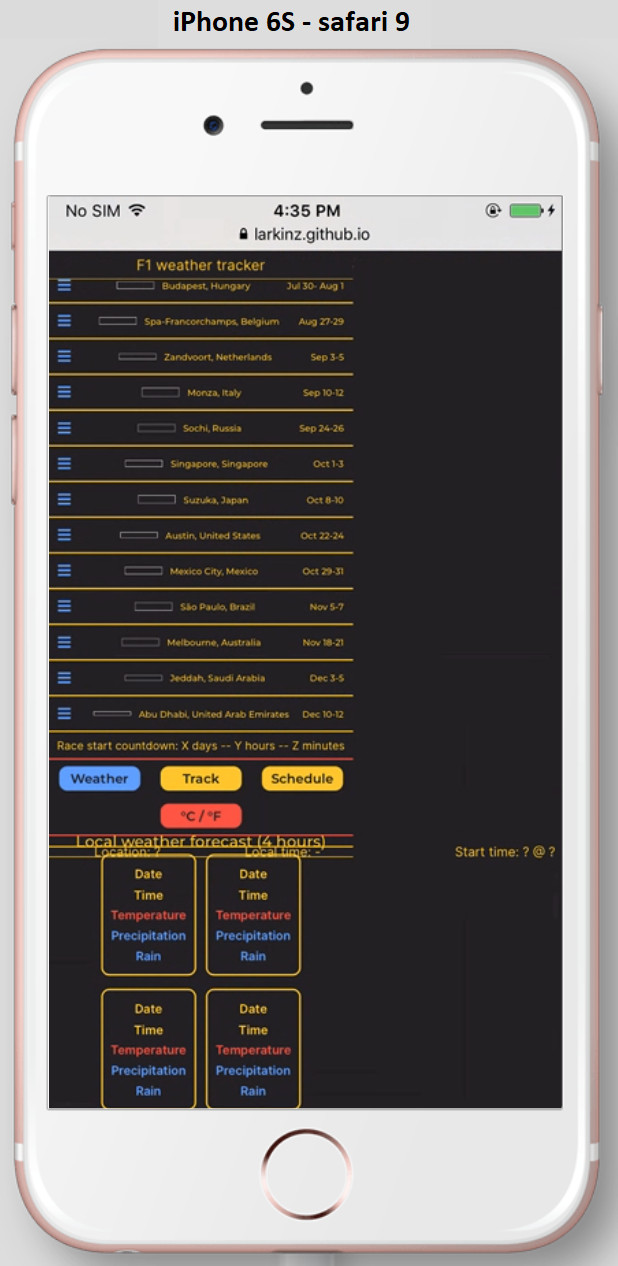 iPhone 6S - safari 9
No SIM 4:35 PM
larkinz.github.io
F1 weather tracker
Budapest, Hungary Jul 30- Aug 1
Spa-Francorchamps, Belgium Aug 27-29
Zandvoort, Netherlands Sep 3-5
Monza, Italy Sep 10-12
Sochi, Russia Sep 24-26
Singapore, Singapore Oct 1-3
Suzuka, Japan Oct 8-10
Austin, United States Oct 22-24
Mexico City, Mexico Oct 29-31
São Paulo, Brazil Nov 5-7
Melbourne, Australia Nov 18-21
Jeddah, Saudi Arabia Dec 3-5
Abu Dhabi, United Arab Emirates Dec 10-12
Race start countdown: X days -- Y hours -- Z minutes
Weather Track Schedule
°C / °F
Local weather forecast (4 hours)
Location: ? Local time: - Start time: ? @ ?
Date Date
Time Time
Temperature Temperature
Precipitation Precipitation
Rain Rain
Date Date
Time Time
Temperature Temperature
Precipitation Precipitation
Rain Rain